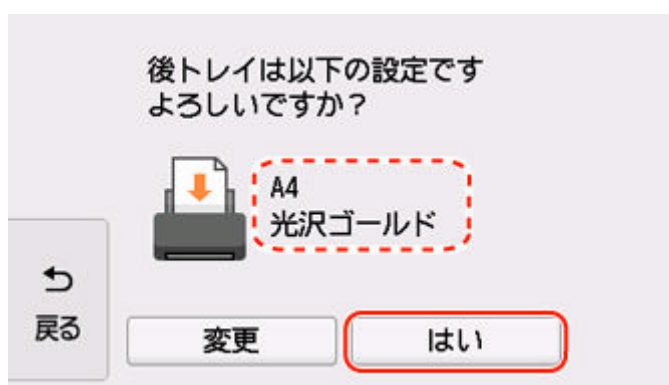 後トレイは以下の設定です
よろしいですか？
A4
光沢ゴールド
戻る
変更
はい